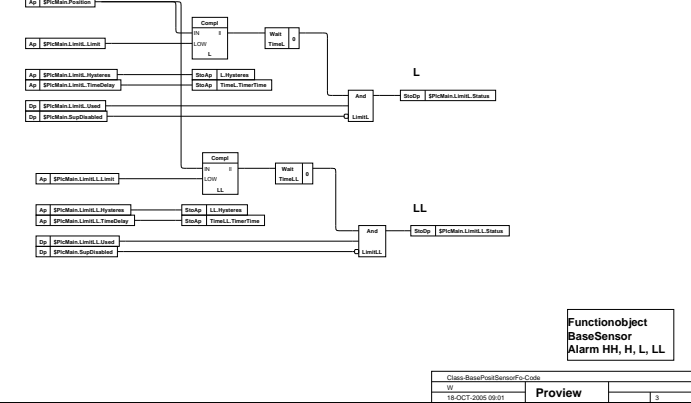 Ap $PlcMain.Position
Compl
IN ll
LOW
L
Wait
TimeL 0
Ap $PlcMain.LimitL.Limit
Ap $PlcMain.LimitL.Hysteres
StoAp L.Hysteres
Ap $PlcMain.LimitL.TimeDelay
StoAp TimeL.TimerTime
L
And
LimitL
StoDp $PlcMain.LimitL.Status
Dp $PlcMain.LimitL.Used
Dp $PlcMain.SupDisabled
Compl
IN ll
LOW
LL
Wait
TimeLL 0
Ap $PlcMain.LimitLL.Limit
Ap $PlcMain.LimitLL.Hysteres
StoAp LL.Hysteres
Ap $PlcMain.LimitLL.TimeDelay
StoAp TimeLL.TimerTime
LL
And
LimitLL
StoDp $PlcMain.LimitLL.Status
Dp $PlcMain.LimitLL.Used
Dp $PlcMain.SupDisabled
Functionobject
BaseSensor
Alarm HH, H, L, LL
Class-BasePositSensorFo-Code
W
18-OCT-2005 09:01
Proview
3